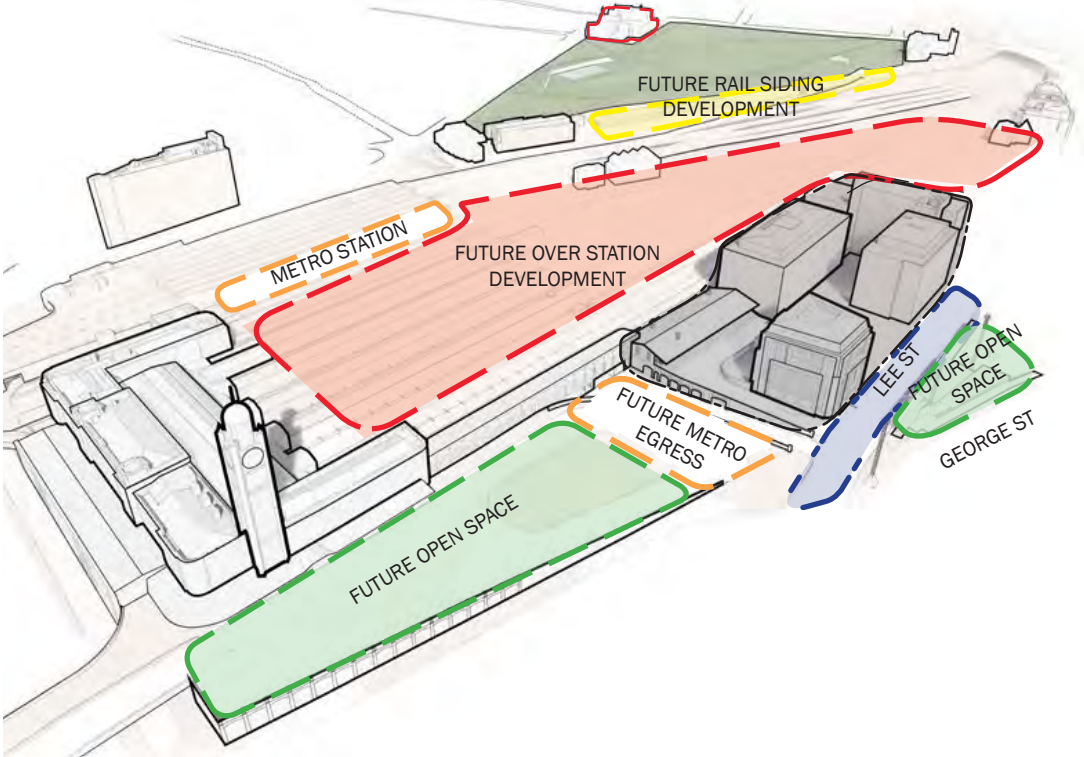 FUTURE RAIL SIDING
DEVELOPMENT
METRO STATION
FUTURE OVER STATION
DEVELOPMENT
LEE ST
FUTURE OPEN
SPACE
GEORGE ST
FUTURE METRO
EGRESS
FUTURE OPEN SPACE